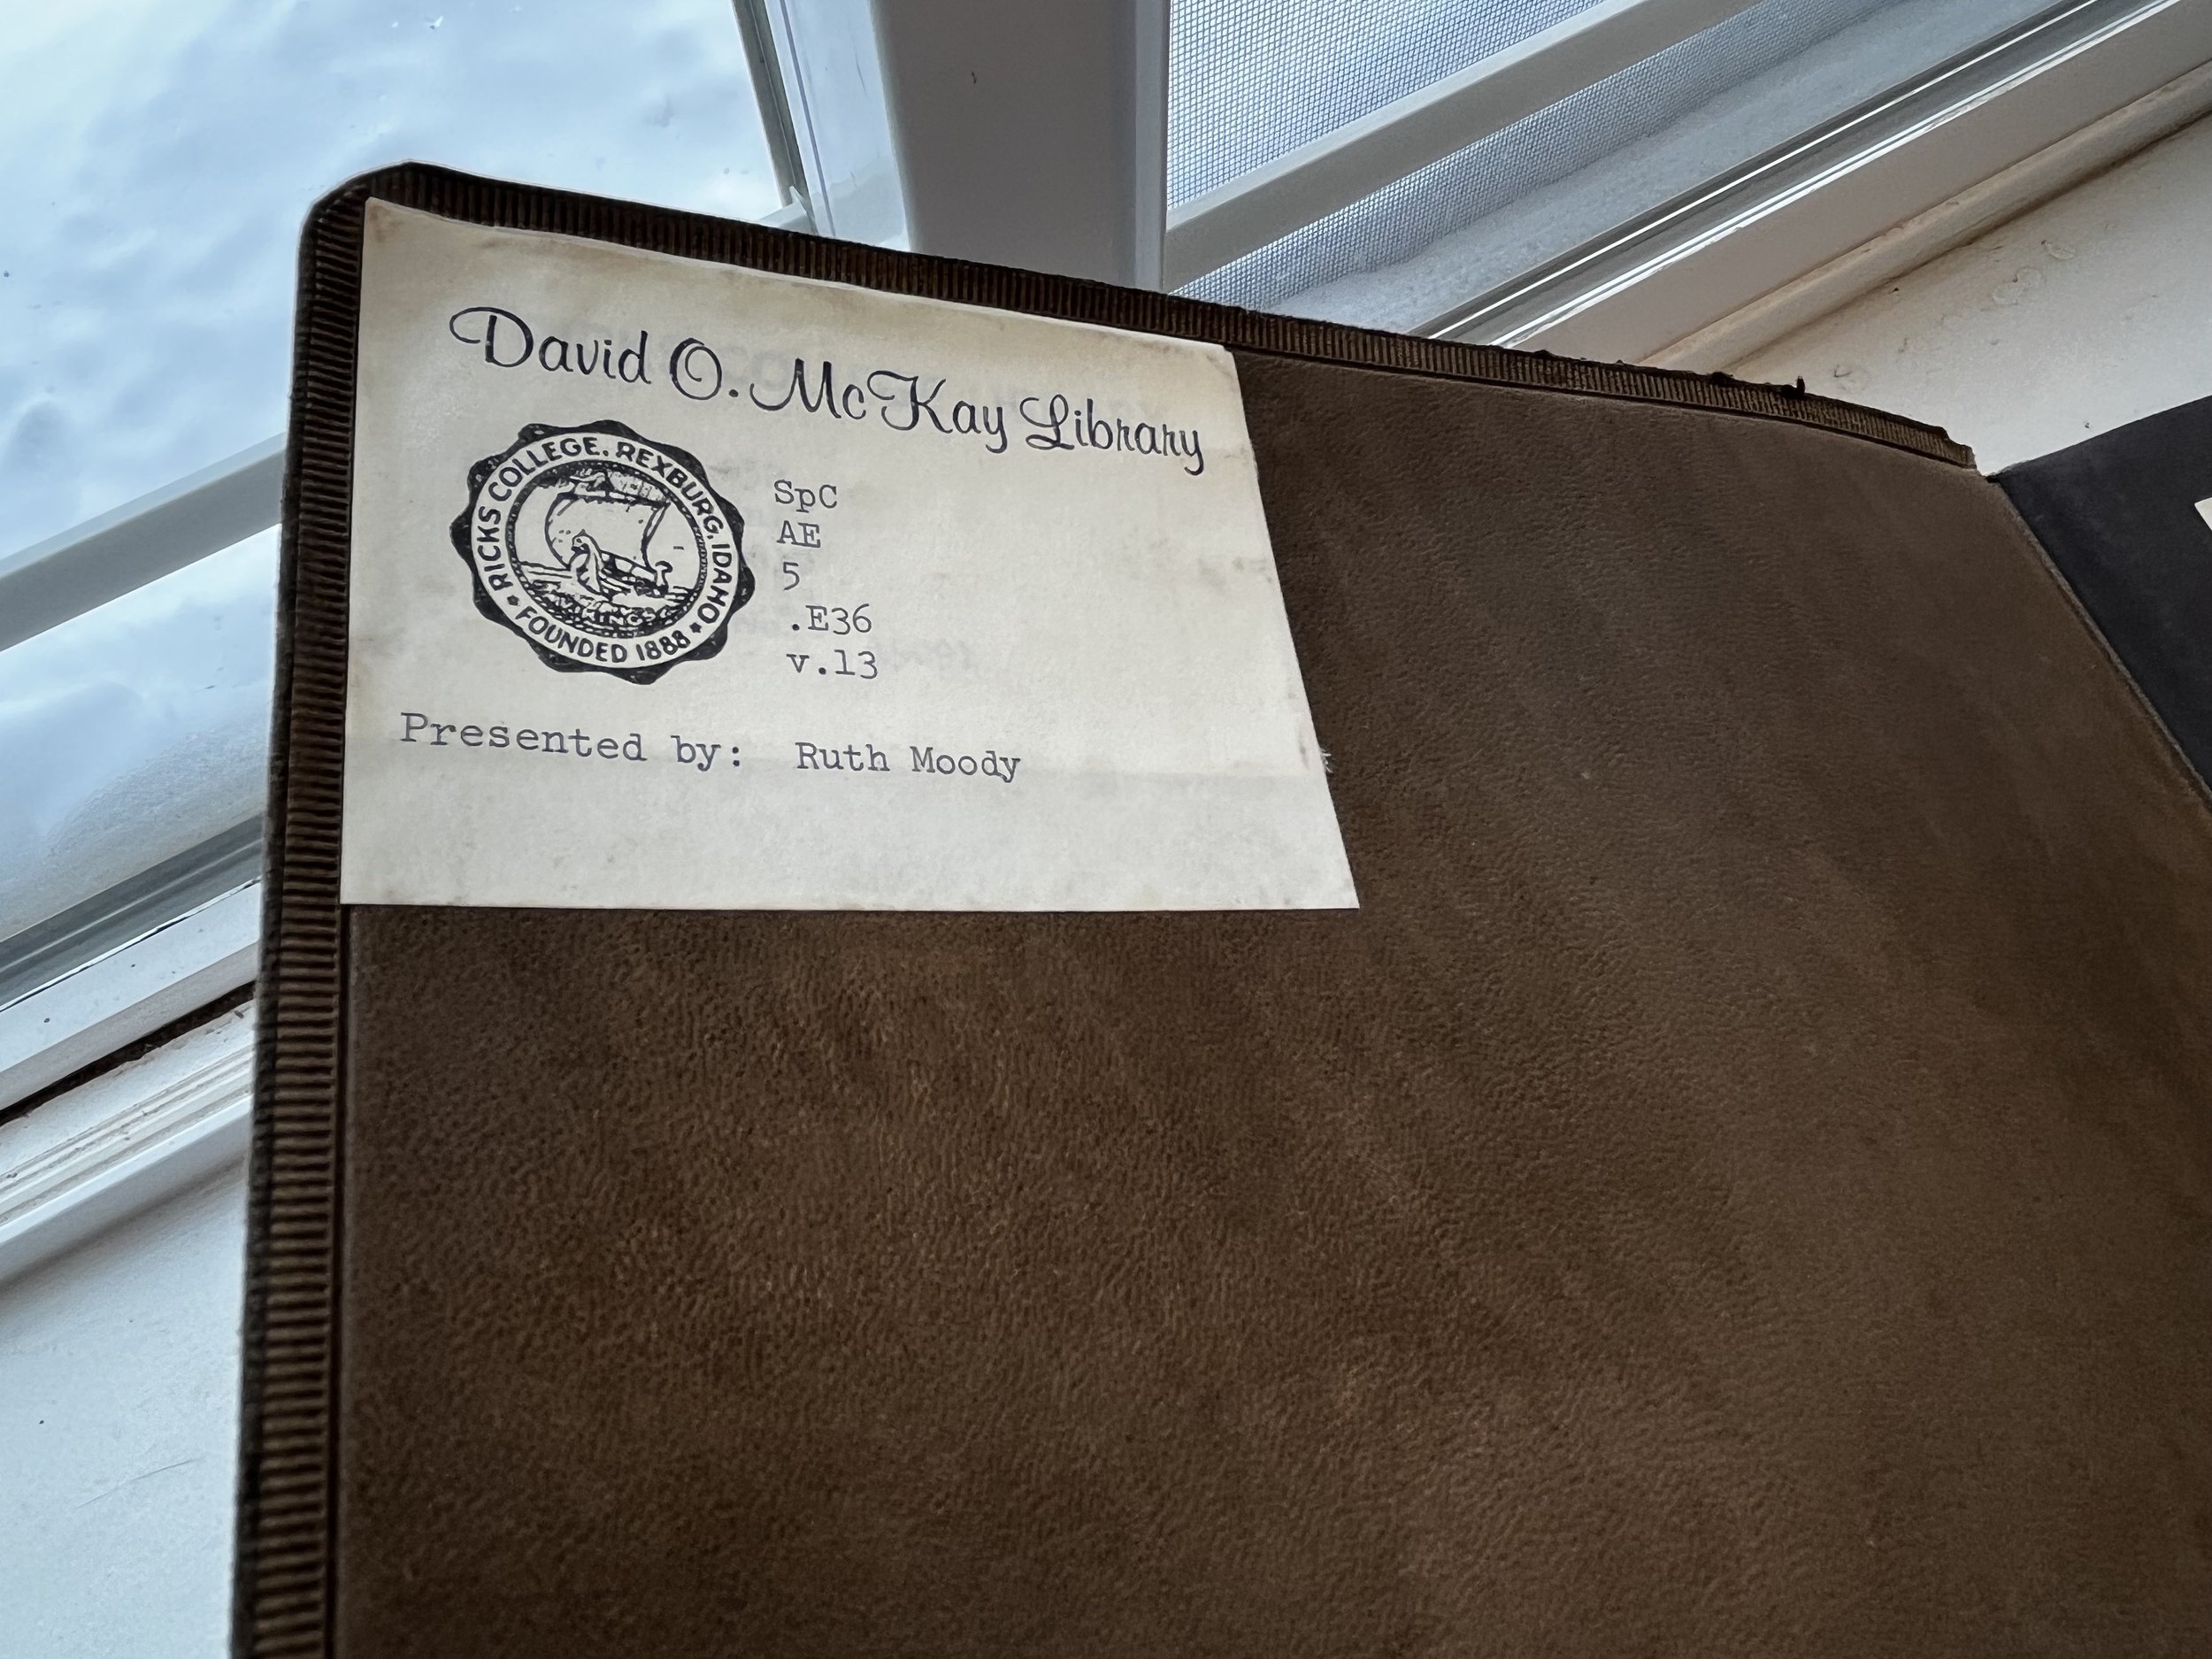 David O. McKay Library
RICKS COLLEGE, REXBURG, IDAHO
VIKINGS
★ FOUNDED 1888 ★
SpC
AE
5
.E36
v.13
Presented by: Ruth Moody